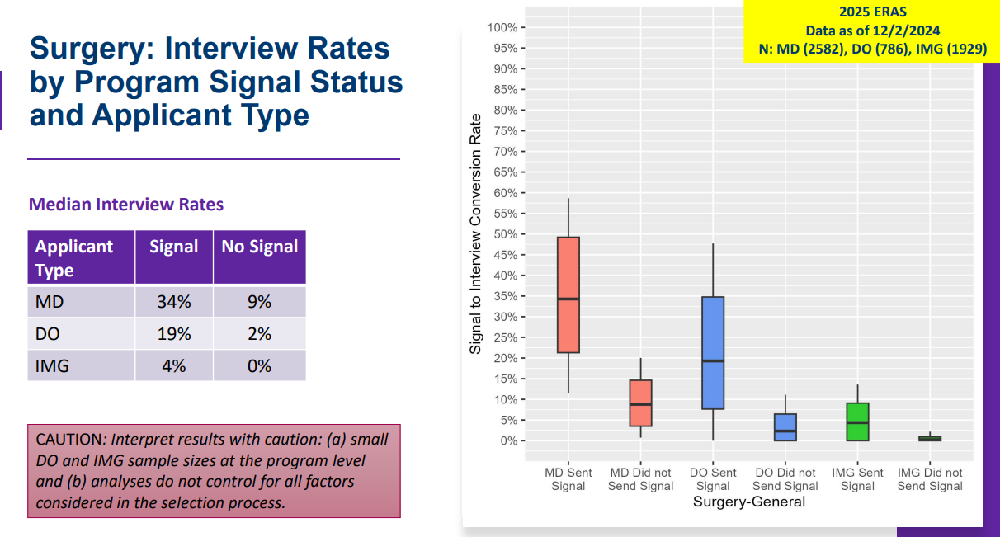 Surgery: Interview Rates
by Program Signal Status
and Applicant Type
Median Interview Rates
Applicant Type Signal No Signal
MD 34% 9%
DO 19% 2%
IMG 4% 0%
CAUTION: Interpret results with caution: (a) small
DO and IMG sample sizes at the program level
and (b) analyses do not control for all factors
considered in the selection process.
2025 ERAS
Data as of 12/2/2024
N: MD (2582), DO (786), IMG (1929)
Signal to Interview Conversion Rate
100%
95%
90%
85%
80%
75%
70%
65%
60%
55%
50%
45%
40%
35%
30%
25%
20%
15%
10%
5%
0%
MD Sent Signal
MD Did not Send Signal
DO Sent Signal
DO Did not Send Signal
IMG Sent Signal
IMG Did not Send Signal
Surgery-General